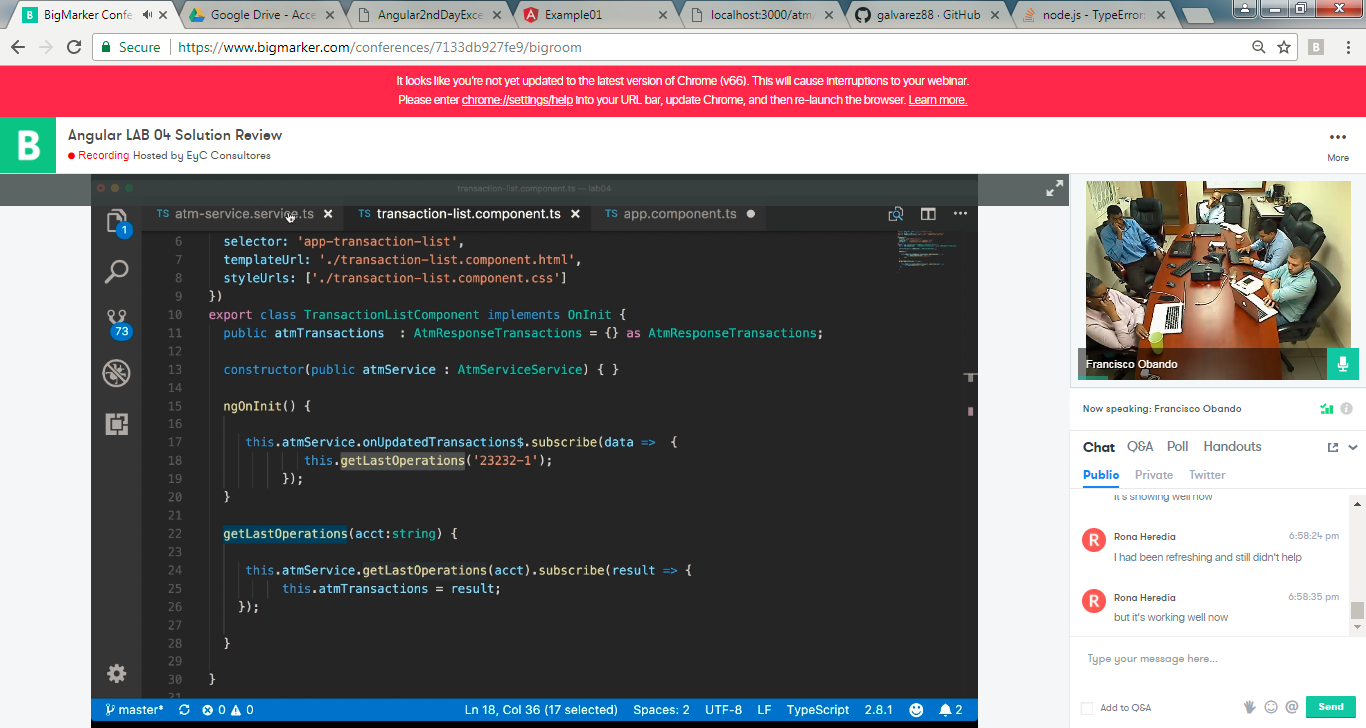 BigMarker Confe
Google Drive - Acce
Angular2ndDayExce
Example01
localhost:3000/atm/
galvarez88 · GitHub
node.js - TypeError:
Secure
https://www.bigmarker.com/conferences/7133db927fe9/bigroom
B
It looks like you're not yet updated to the latest version of Chrome (v66). This will cause interruptions to your webinar.
Please enter chrome://settings/help into your URL bar, update Chrome, and then re-launch the browser. Learn more.
B
Angular LAB 04 Solution Review
Recording Hosted by EyC Consultores
More
transaction-list.component.ts — lab04
TS atm-service.service.ts
TS transaction-list.component.ts
TS app.component.ts
1
73
6 selector: 'app-transaction-list',
7 templateUrl: './transaction-list.component.html',
8 styleUrls: ['./transaction-list.component.css']
9 })
10 export class TransactionListComponent implements OnInit {
11 public atmTransactions : AtmResponseTransactions = {} as AtmResponseTransactions;
12
13 constructor(public atmService : AtmServiceService) { }
14
15 ngOnInit() {
16
17 this.atmService.onUpdatedTransactions$.subscribe(data => {
18 this.getLastOperations('23232-1');
19 });
20 }
21
22 getLastOperations(acct:string) {
23
24 this.atmService.getLastOperations(acct).subscribe(result => {
25 this.atmTransactions = result;
26 });
27
28 }
29
30 }
31
master*
0
0
Ln 18, Col 36 (17 selected)
Spaces: 2
UTF-8
LF
TypeScript
2.8.1
2
Francisco Obando
Now speaking: Francisco Obando
Chat Q&A Poll Handouts
Public Private Twitter
it's showing well now
R
Rona Heredia 6:58:24 pm
I had been refreshing and still didn't help
R
Rona Heredia 6:58:35 pm
but it's working well now
Type your message here...
Add to Q&A
Send